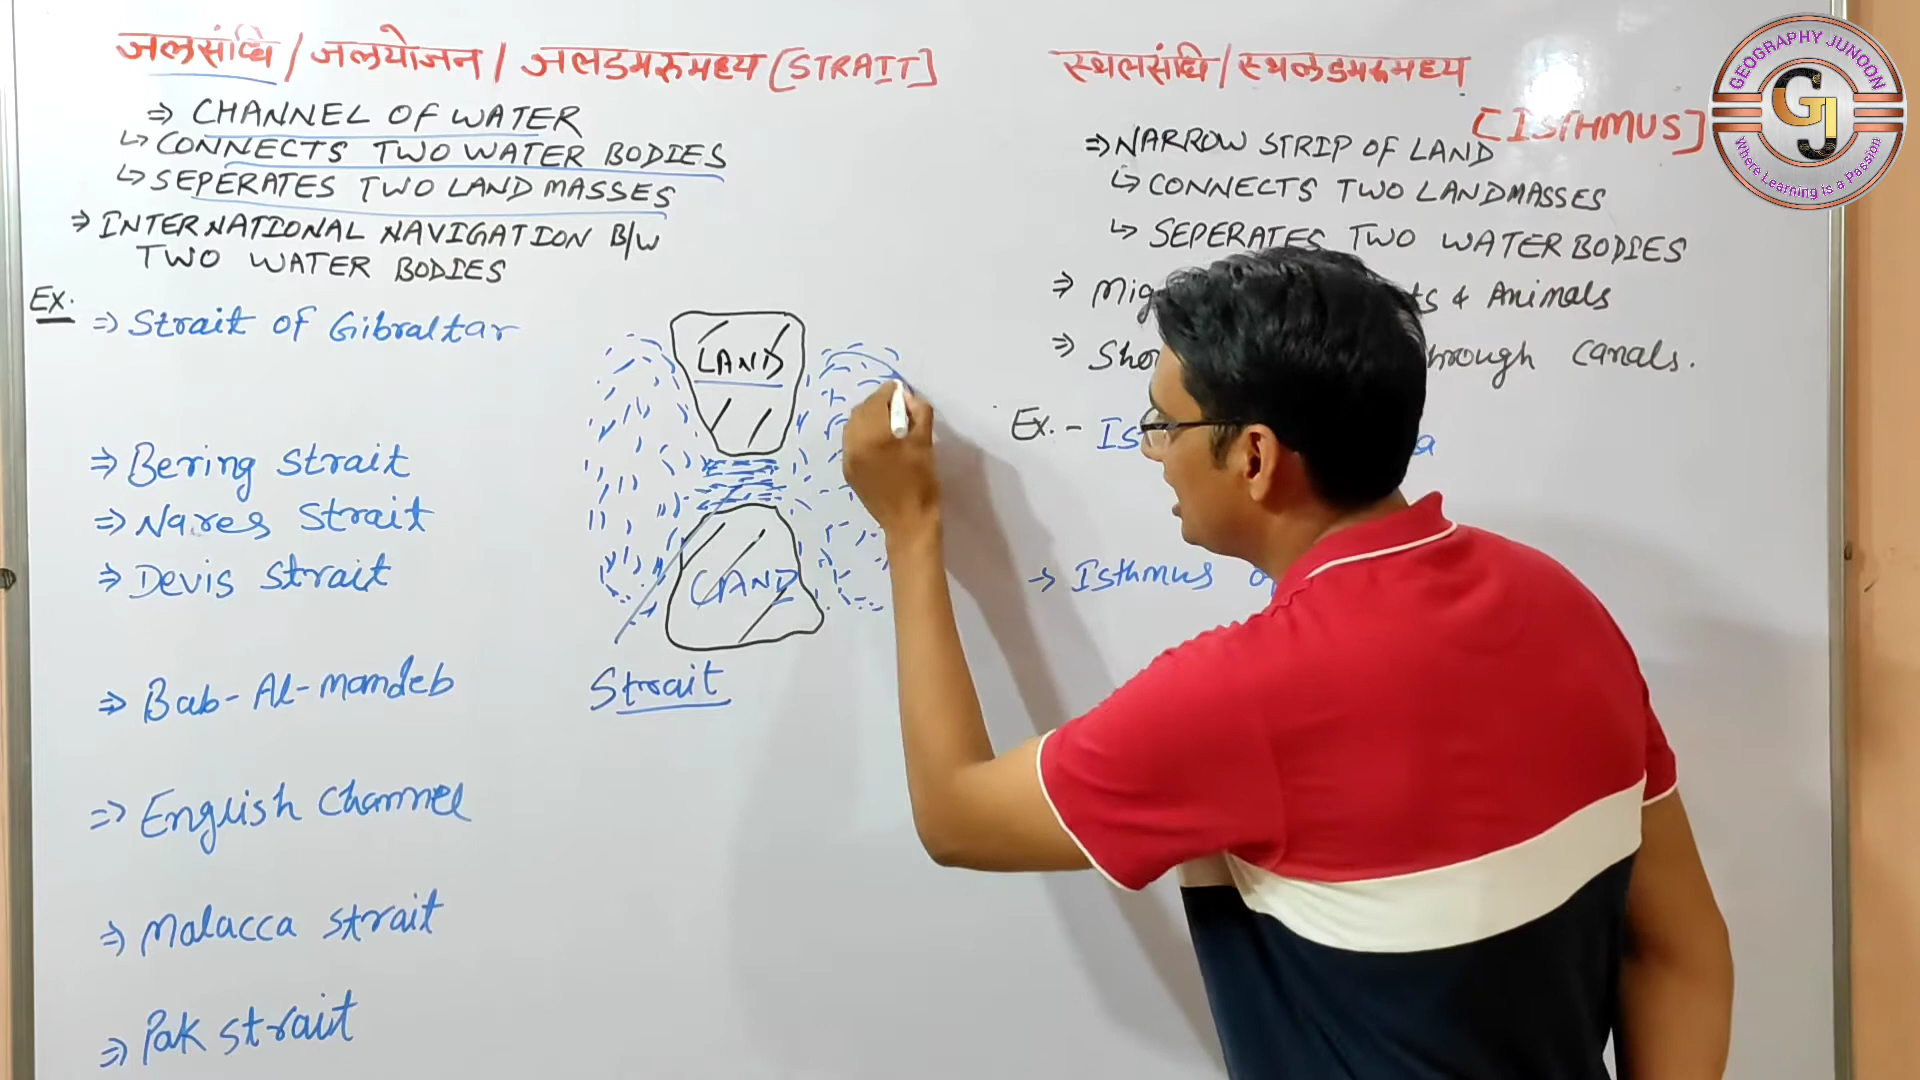 जलसंधि / जलयोजन / जलडमरुमध्य [STRAIT]
⇒ CHANNEL OF WATER
↳ CONNECTS TWO WATER BODIES
↳ SEPERATES TWO LAND MASSES
⇒ INTERNATIONAL NAVIGATION B/W
TWO WATER BODIES
Ex.
⇒ Strait of Gibraltar
⇒ Bering Strait
⇒ Nares Strait
⇒ Devis Strait
⇒ Bab-Al-mandeb
⇒ English Channel
⇒ Malacca Strait
⇒ Pak Strait
LAND
LAND
Strait
स्थलसंधि / स्थलडमरुमध्य
[ISTHMUS]
⇒ NARROW STRIP OF LAND
↳ CONNECTS TWO LANDMASSES
↳ SEPERATES TWO WATER BODIES
⇒ & Animals
⇒ through Canals.
Ex. -
→ Isthmus
GEOGRAPHY JUNOON
GJ
Where Learning is a Passion